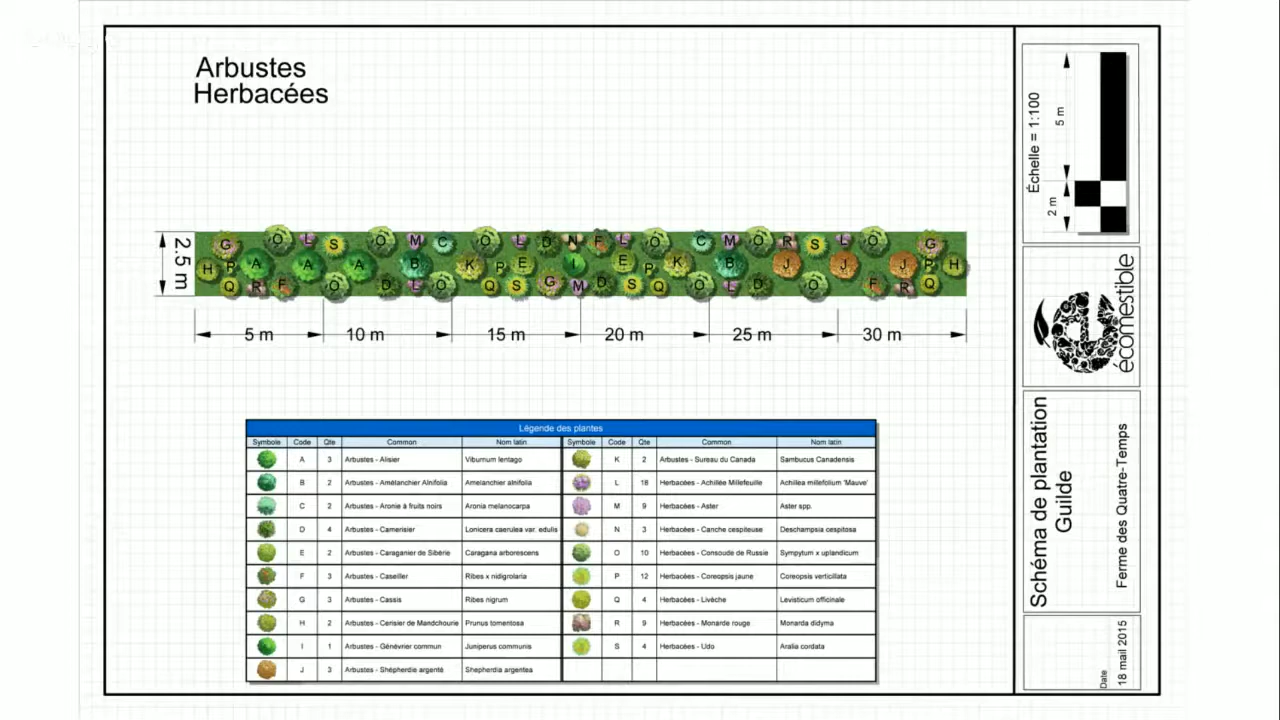 Arbustes
Herbacées
2.5 m
G O L S O M C O L D N F L O C M O R S L O G
H P A A A B K P E I E P K B J J J P H
Q R F O D L O Q S G M D S Q O L D O F R Q
5 m 10 m 15 m 20 m 25 m 30 m
Légende des plantes
Symbole Code Qte Common Nom latin Symbole Code Qte Common Nom latin
A 3 Arbustes - Alisier Viburnum lentago K 2 Arbustes - Sureau du Canada Sambucus Canadensis
B 2 Arbustes - Amélanchier Alnifolia Amelanchier alnifolia L 18 Herbacées - Achillée Millefeuille Achillea millefolium 'Mauve'
C 2 Arbustes - Aronie à fruits noirs Aronia melanocarpa M 9 Herbacées - Aster Aster spp.
D 4 Arbustes - Camerisier Lonicera caerulea var. edulis N 3 Herbacées - Canche cespiteuse Deschampsia cespitosa
E 2 Arbustes - Caraganier de Sibérie Caragana arborescens O 10 Herbacées - Consoude de Russie Sympytum x uplandicum
F 3 Arbustes - Caseiller Ribes x nidigrolaria P 12 Herbacées - Coreopsis jaune Coreopsis verticillata
G 3 Arbustes - Cassis Ribes nigrum Q 4 Herbacées - Livèche Levisticum officinale
H 2 Arbustes - Cerisier de Mandchourie Prunus tomentosa R 9 Herbacées - Monarde rouge Monarda didyma
I 1 Arbustes - Génévrier commun Juniperus communis S 4 Herbacées - Udo Aralia cordata
J 3 Arbustes - Shépherdie argenté Shepherdia argentea
Échelle = 1:100
5 m
2 m
écomestible
Schéma de plantation
Guilde
Ferme des Quatre-Temps
Date
18 mail 2015